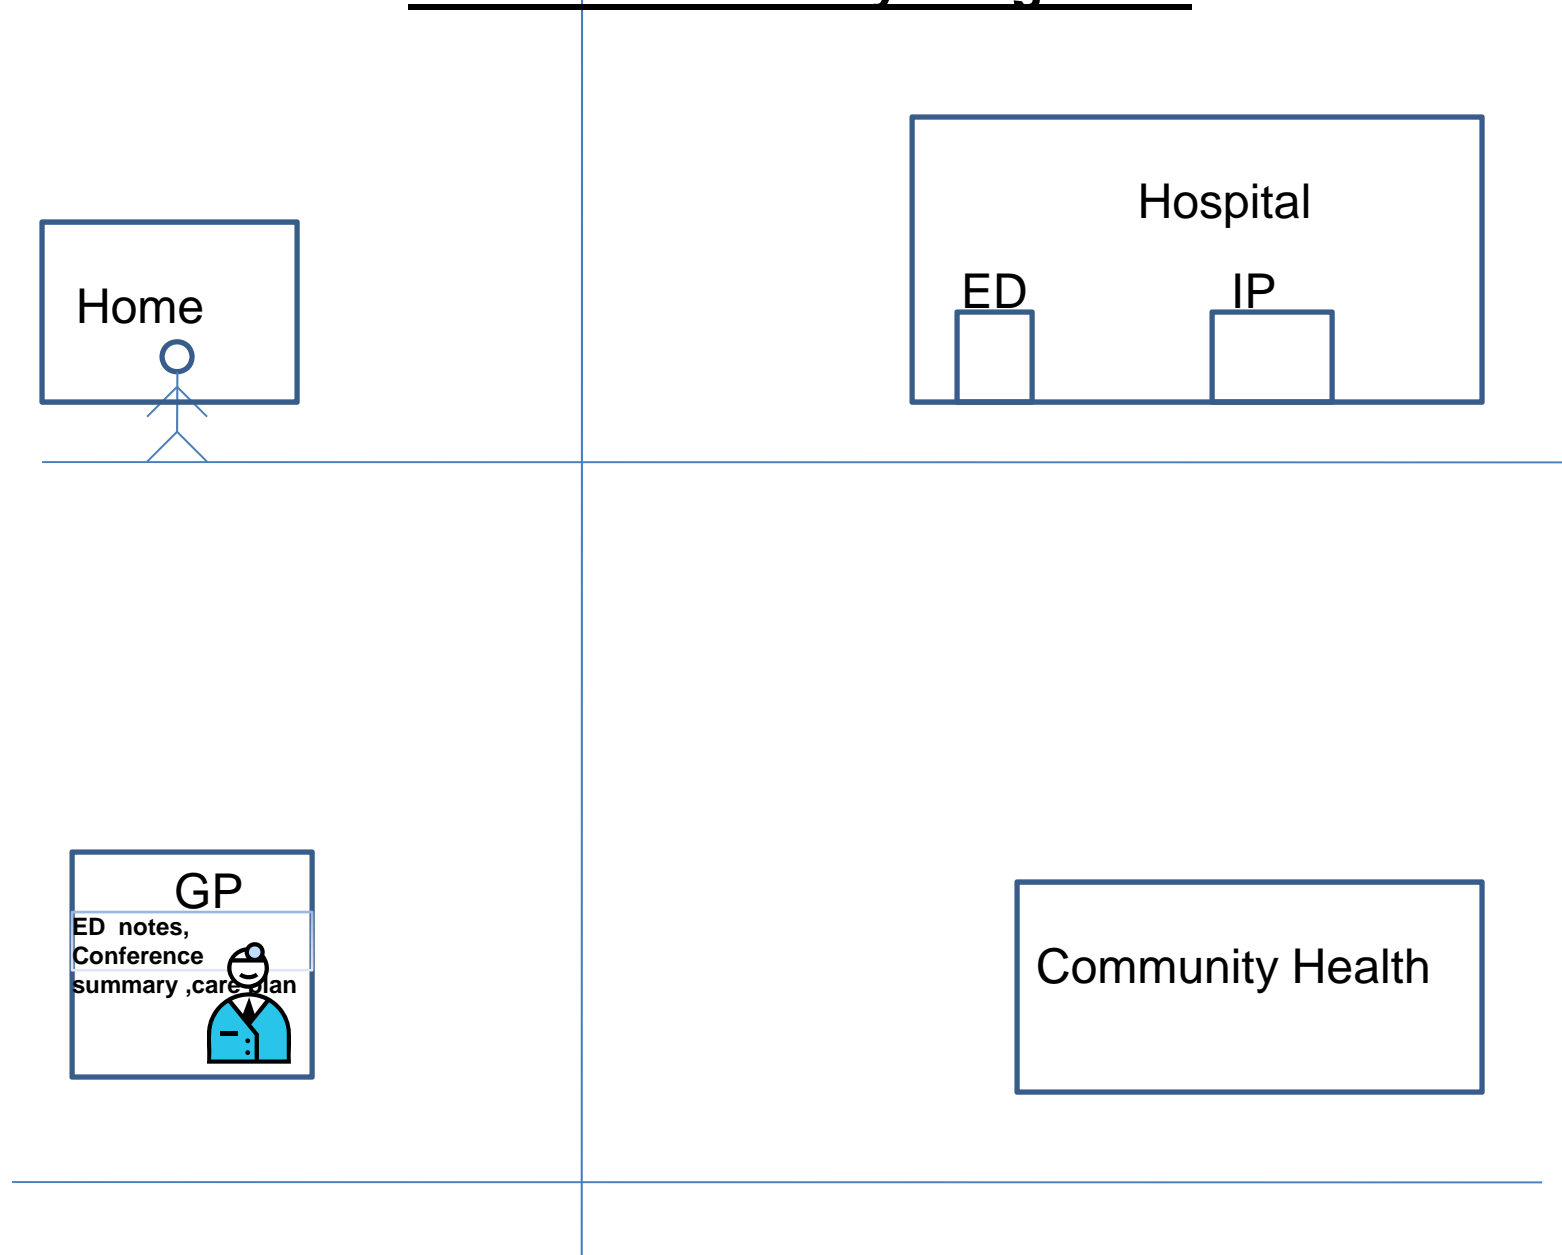 Hospital
ED
IP
Home
GP
ED notes,
Conference
summary ,care plan
Community Health